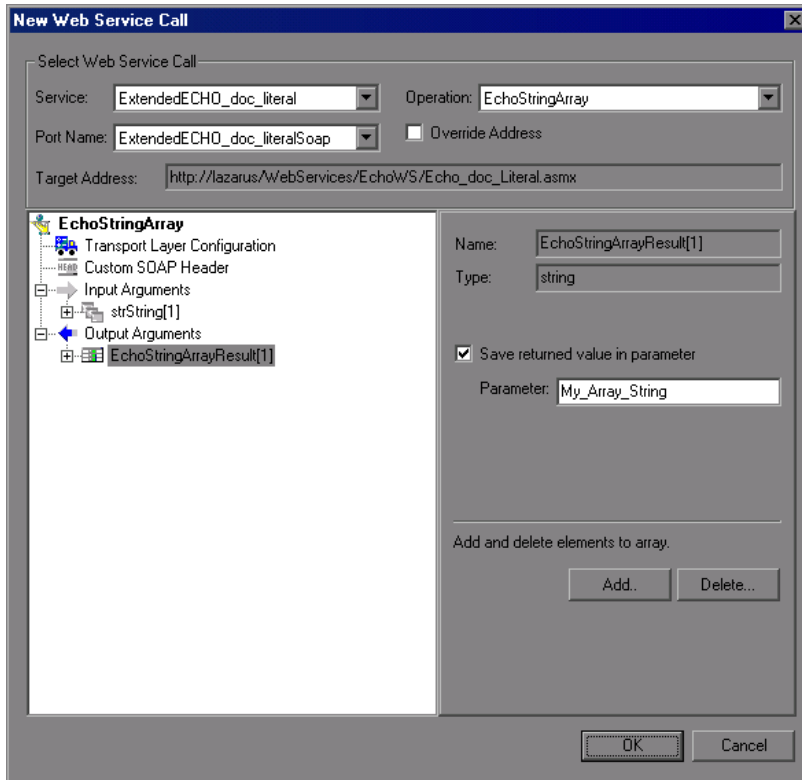 New Web Service Call
Select Web Service Call
Service: ExtendedECHO_doc_literal Operation: EchoStringArray
Port Name: ExtendedECHO_doc_literalSoap Override Address
Target Address: http://lazarus/WebServices/EchoWS/Echo_doc_Literal.asmx
EchoStringArray
Transport Layer Configuration
HEAD Custom SOAP Header
Input Arguments
strString[1]
Output Arguments
EchoStringArrayResult[1]
Name: EchoStringArrayResult[1]
Type: string
Save returned value in parameter
Parameter: My_Array_String
Add and delete elements to array.
Add.. Delete...
OK Cancel